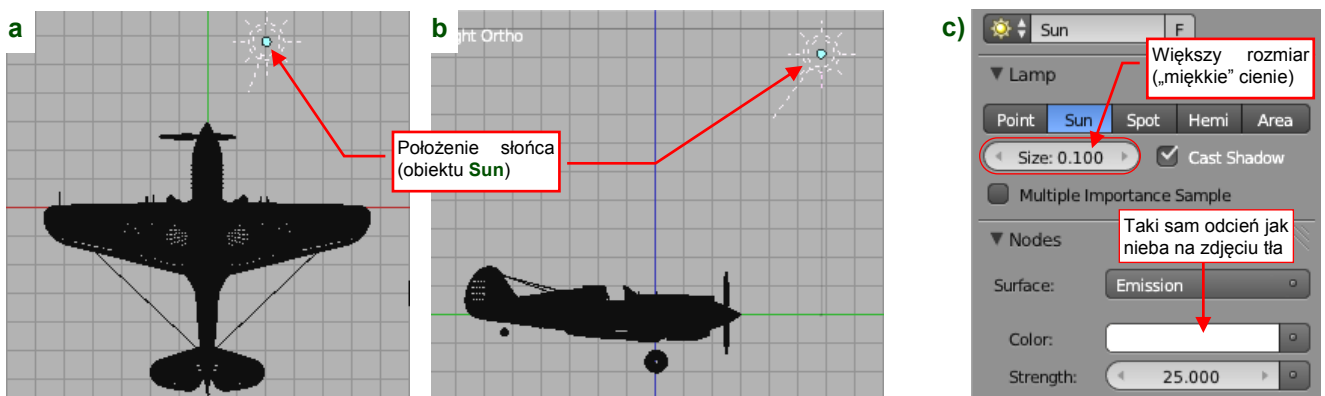 a
b
ght Ortho
Położenie słońca
(obiektu Sun)
c)
Sun
F
Większy rozmiar
(„miękkie” cienie)
Lamp
Point Sun Spot Hemi Area
Size: 0.100
Cast Shadow
Multiple Importance Sample
Taki sam odcień jak
nieba na zdjęciu tła
Nodes
Surface: Emission
Color:
Strength: 25.000